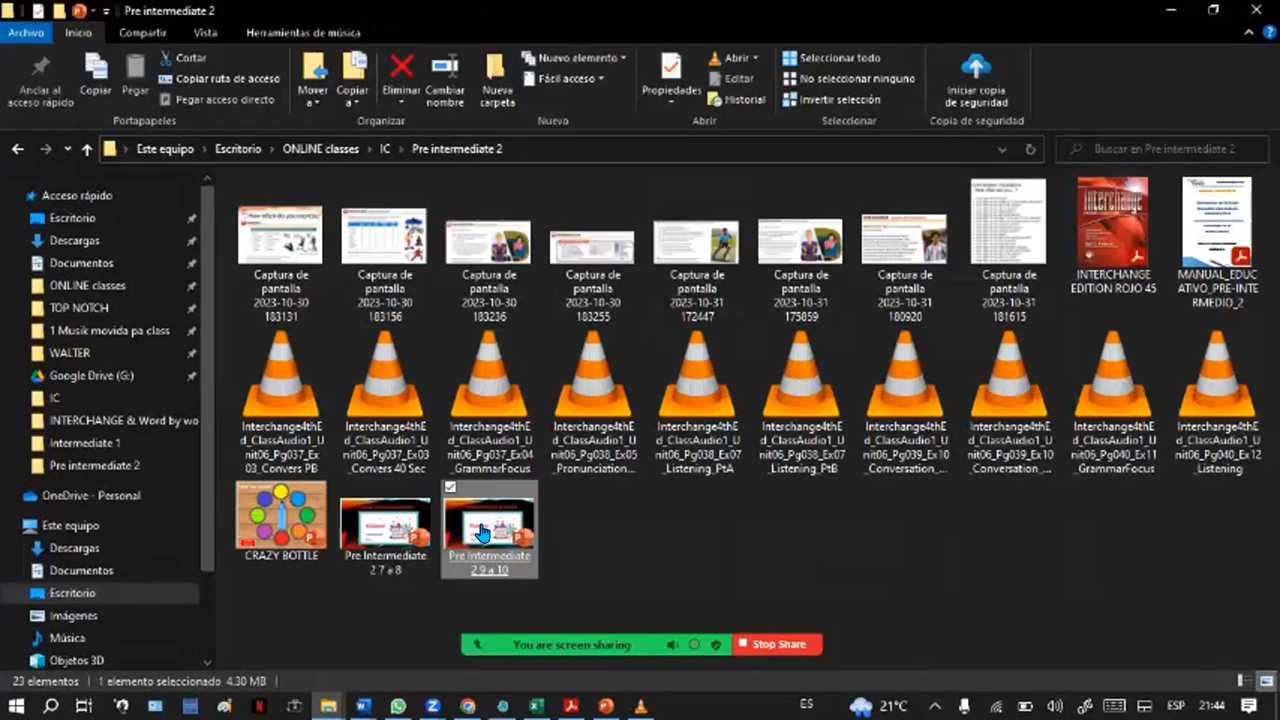 Pre intermediate 2
Archivo Inicio Compartir Vista Herramientas de música
Anclar al acceso rápido
Copiar
Pegar
Cortar
Copiar ruta de acceso
Pegar acceso directo
Portapapeles
Mover a
Copiar a
Eliminar
Cambiar nombre
Organizar
Nueva carpeta
Nuevo elemento
Fácil acceso
Nuevo
Propiedades
Abrir
Editar
Historial
Abrir
Seleccionar todo
No seleccionar ninguno
Invertir selección
Seleccionar
Iniciar copia de seguridad
Copia de seguridad
Este equipo > Escritorio > ONLINE classes > IC > Pre intermediate 2
Buscar en Pre intermediate 2
Acceso rápido
Escritorio
Descargas
Documentos
ONLINE classes
TOP NOTCH
1 Musik movida pa class
WALTER
Google Drive (G:)
IC
INTERCHANGE & Word by wo
Intermediate 1
Pre intermediate 2
OneDrive - Personal
Este equipo
Descargas
Documentos
Escritorio
Imágenes
Música
Objetos 3D
Captura de pantalla 2023-10-30 183131
Captura de pantalla 2023-10-30 183156
Captura de pantalla 2023-10-30 183236
Captura de pantalla 2023-10-30 183255
Captura de pantalla 2023-10-31 172447
Captura de pantalla 2023-10-31 175859
Captura de pantalla 2023-10-31 180920
Captura de pantalla 2023-10-31 181615
Interchange
INTERCHANGE EDITION ROJO 45
MANUAL_EDUCATIVO_PRE-INTERMEDIO_2
Interchange4thEd_ClassAudio1_Unit06_Pg037_Ex03_Convers PB
Interchange4thEd_ClassAudio1_Unit06_Pg037_Ex03_Convers 40 Sec
Interchange4thEd_ClassAudio1_Unit06_Pg037_Ex04_GrammarFocus
Interchange4thEd_ClassAudio1_Unit06_Pg038_Ex05_Pronunciation...
Interchange4thEd_ClassAudio1_Unit06_Pg038_Ex07_Listening_PtA
Interchange4thEd_ClassAudio1_Unit06_Pg038_Ex07_Listening_PtB
Interchange4thEd_ClassAudio1_Unit06_Pg039_Ex10_Conversation_...
Interchange4thEd_ClassAudio1_Unit06_Pg039_Ex10_Conversation_...
Interchange4thEd_ClassAudio1_Unit06_Pg040_Ex11_GrammarFocus
Interchange4thEd_ClassAudio1_Unit06_Pg040_Ex12_Listening
CRAZY BOTTLE
Pre Intermediate 2 7 a 8
Pre Intermediate 2 9 a 10
You are screen sharing
Stop Share
23 elementos
1 elemento seleccionado 4.30 MB
21°C
ES
ESP
21:44